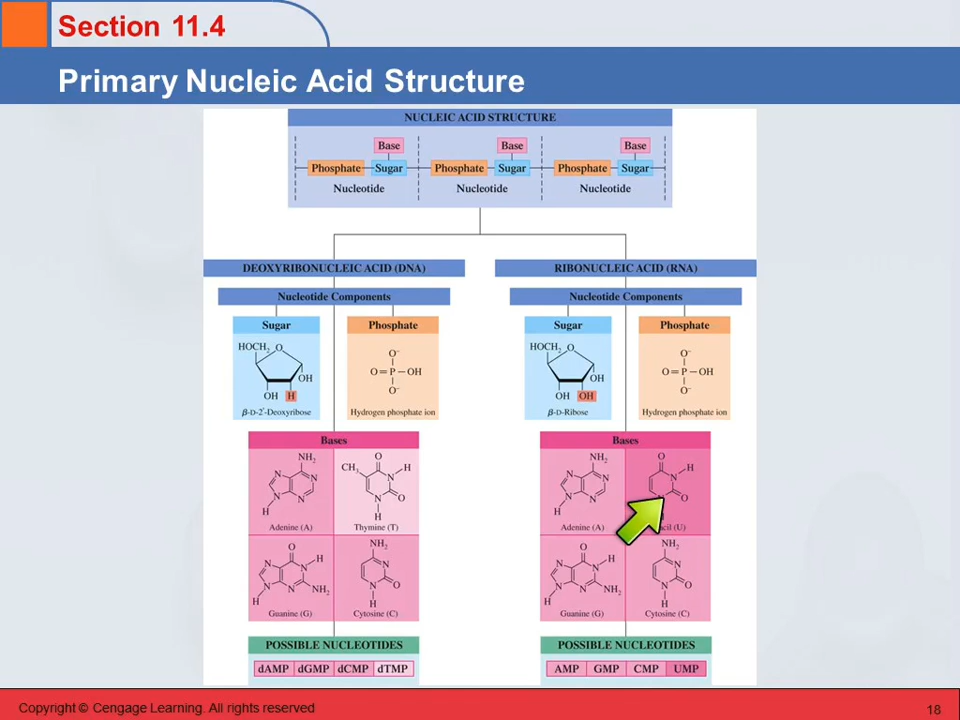 Section 11.4
Primary Nucleic Acid Structure
NUCLEIC ACID STRUCTURE
Base Base Base
Phosphate Sugar Phosphate Sugar Phosphate Sugar
Nucleotide Nucleotide Nucleotide
DEOXYRIBONUCLEIC ACID (DNA)
Nucleotide Components
Sugar Phosphate
HOCH₂ O OH OH H
O⁻ O=P—OH O⁻
β-D-2'-Deoxyribose Hydrogen phosphate ion
Bases
NH₂ N N N N H
O CH₃ N H O N H
Adenine (A) Thymine (T)
O N N H N N NH₂ H
NH₂ N N O H
Guanine (G) Cytosine (C)
POSSIBLE NUCLEOTIDES
dAMP dGMP dCMP dTMP
RIBONUCLEIC ACID (RNA)
Nucleotide Components
Sugar Phosphate
HOCH₂ O OH OH OH
O⁻ O=P—OH O⁻
β-D-Ribose Hydrogen phosphate ion
Bases
NH₂ N N N N H
O N H O
Adenine (A) (U)
O N N H N N NH₂ H
NH₂ N N O H
Guanine (G) Cytosine (C)
POSSIBLE NUCLEOTIDES
AMP GMP CMP UMP
Copyright © Cengage Learning. All rights reserved
18